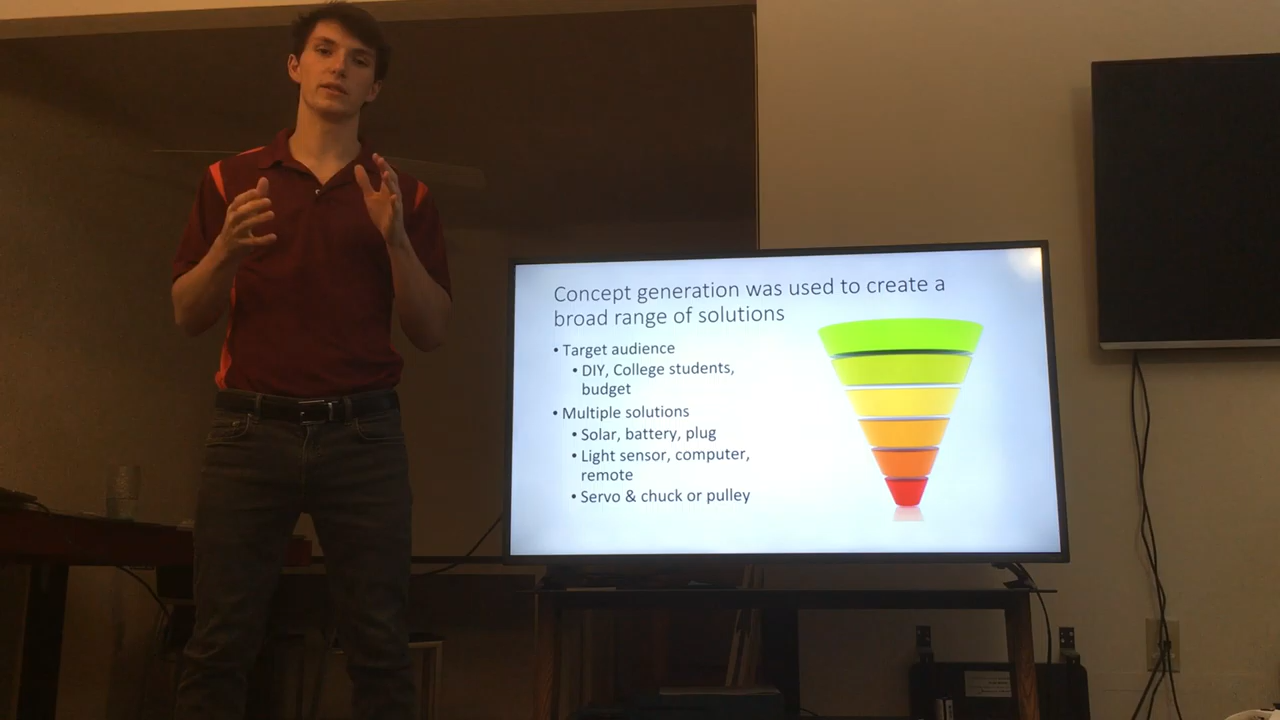 Concept generation was used to create a
broad range of solutions
• Target audience
• DIY, College students,
budget
• Multiple solutions
• Solar, battery, plug
• Light sensor, computer,
remote
• Servo & chuck or pulley